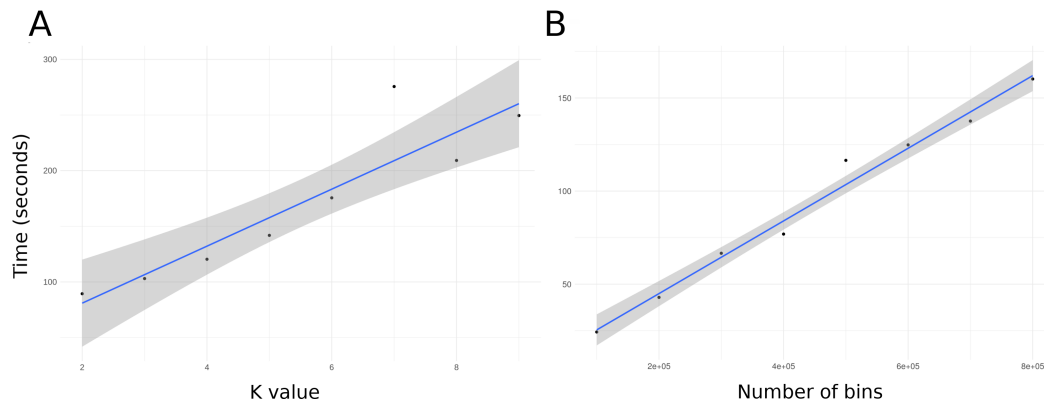 A
B
Time (seconds)
300
200
100
2
4
6
8
K value
150
100
50
2e+05
4e+05
6e+05
8e+05
Number of bins